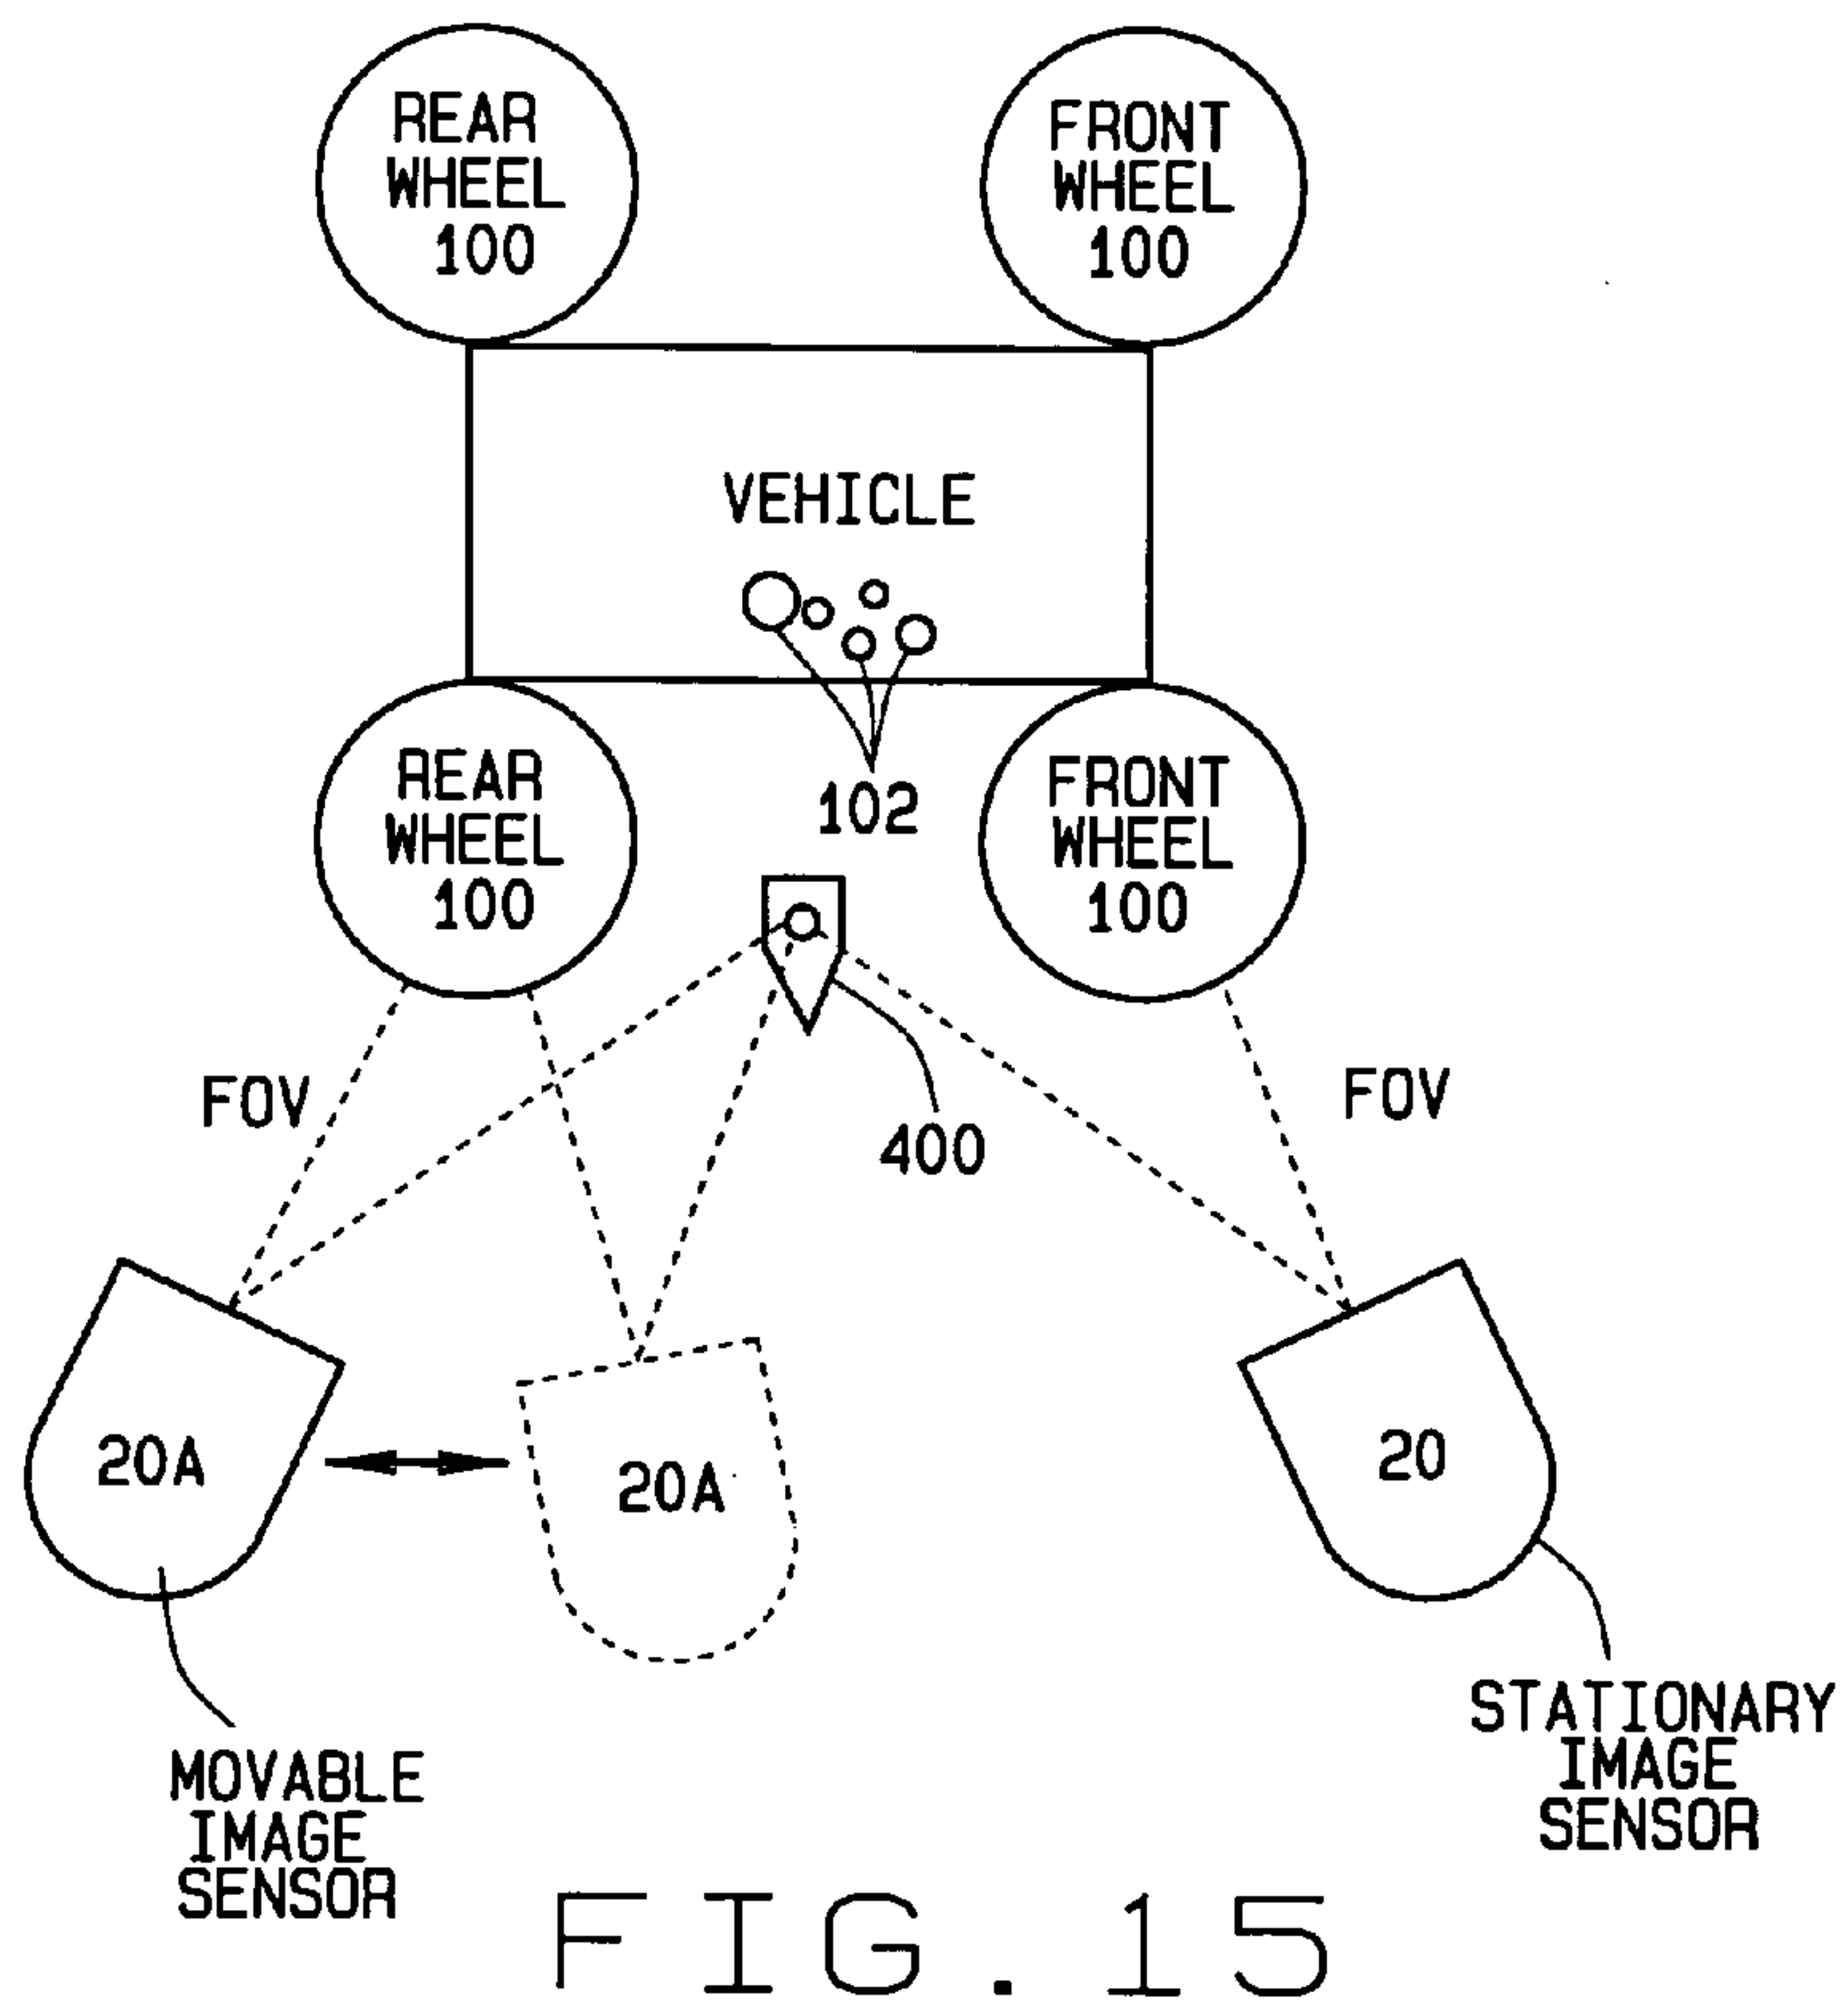 REAR
WHEEL
100
FRONT
WHEEL
100
VEHICLE
102
REAR
WHEEL
100
FRONT
WHEEL
100
FOV
FOV
400
20A
20A
20
MOVABLE
IMAGE
SENSOR
STATIONARY
IMAGE
SENSOR
FIG. 15